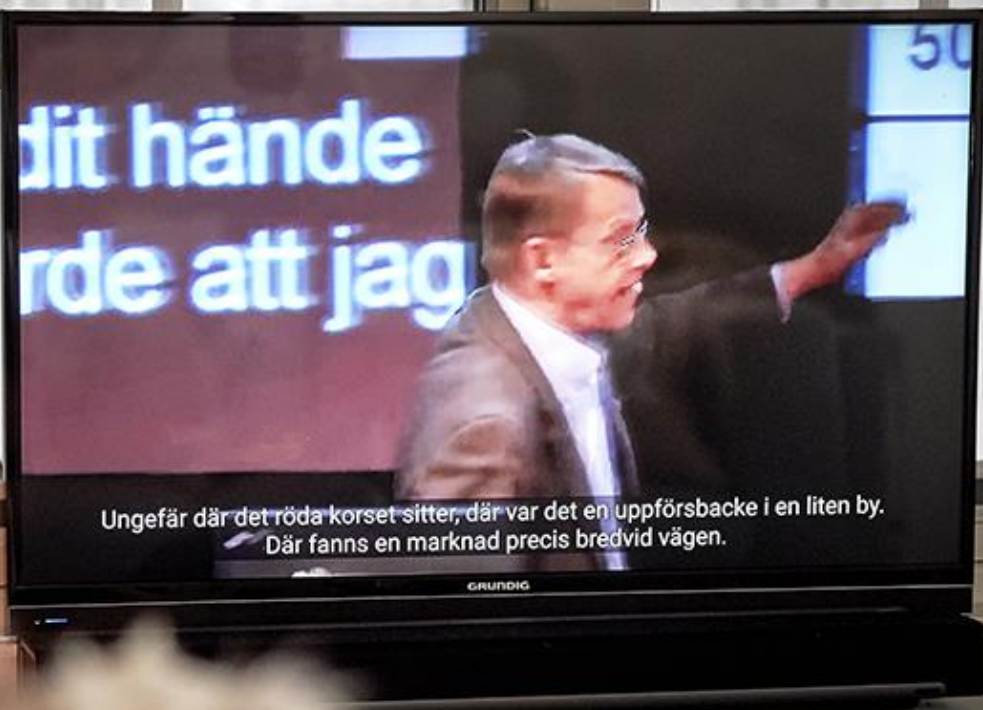 50
dit hände
rde att jag
Ungefär där det röda korset sitter, där var det en uppförsbacke i en liten by.
Där fanns en marknad precis bredvid vägen.
GRUNDIG